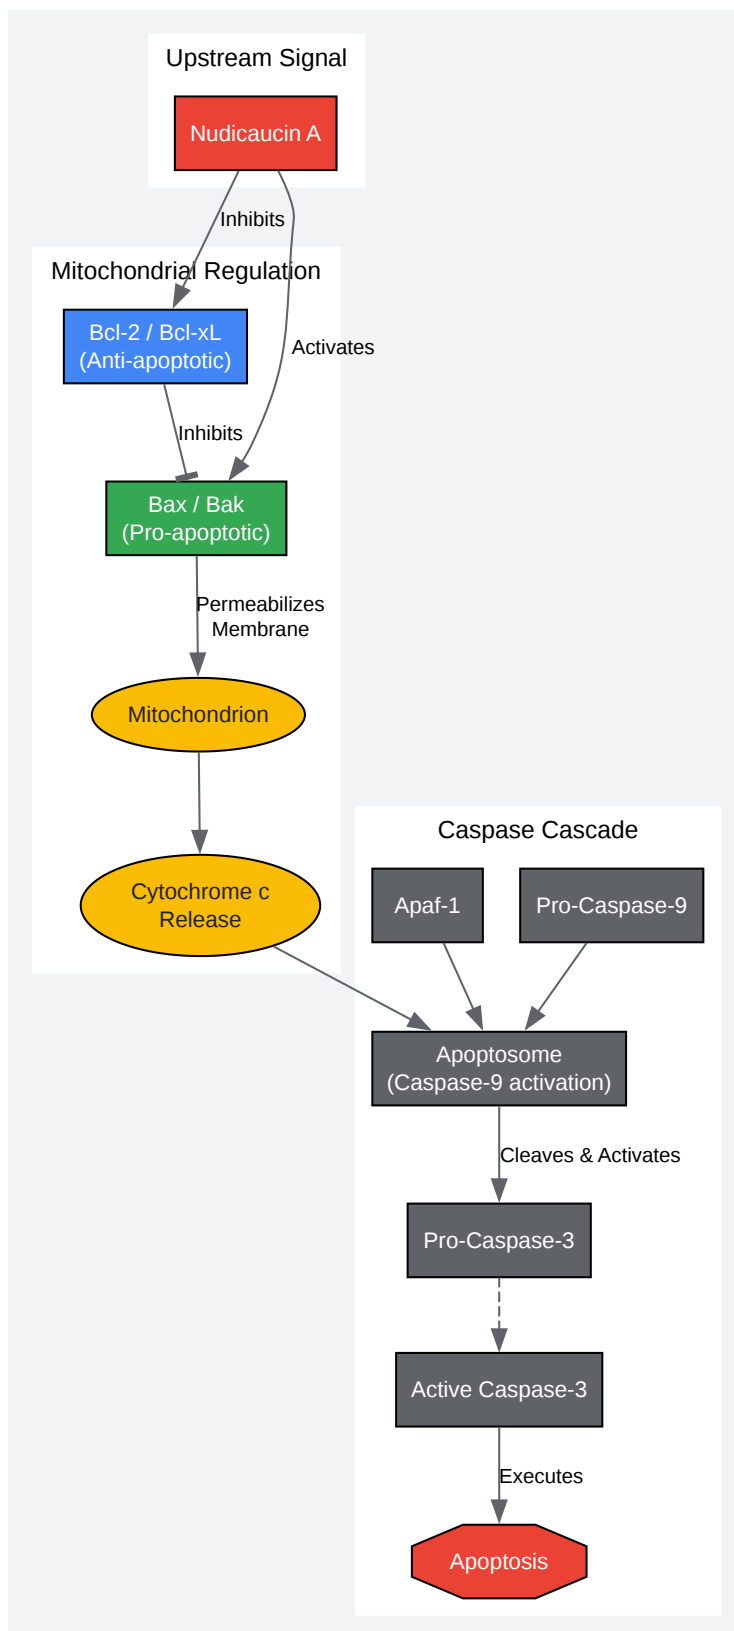 Upstream Signal
Nudicaucin A
Inhibits
Mitochondrial Regulation
Bcl-2 / Bcl-xL
(Anti-apoptotic)
Activates
Inhibits
Bax / Bak
(Pro-apoptotic)
Permeabilizes
Membrane
Mitochondrion
Cytochrome c
Release
Caspase Cascade
Apaf-1
Pro-Caspase-9
Apoptosome
(Caspase-9 activation)
Cleaves & Activates
Pro-Caspase-3
Active Caspase-3
Executes
Apoptosis